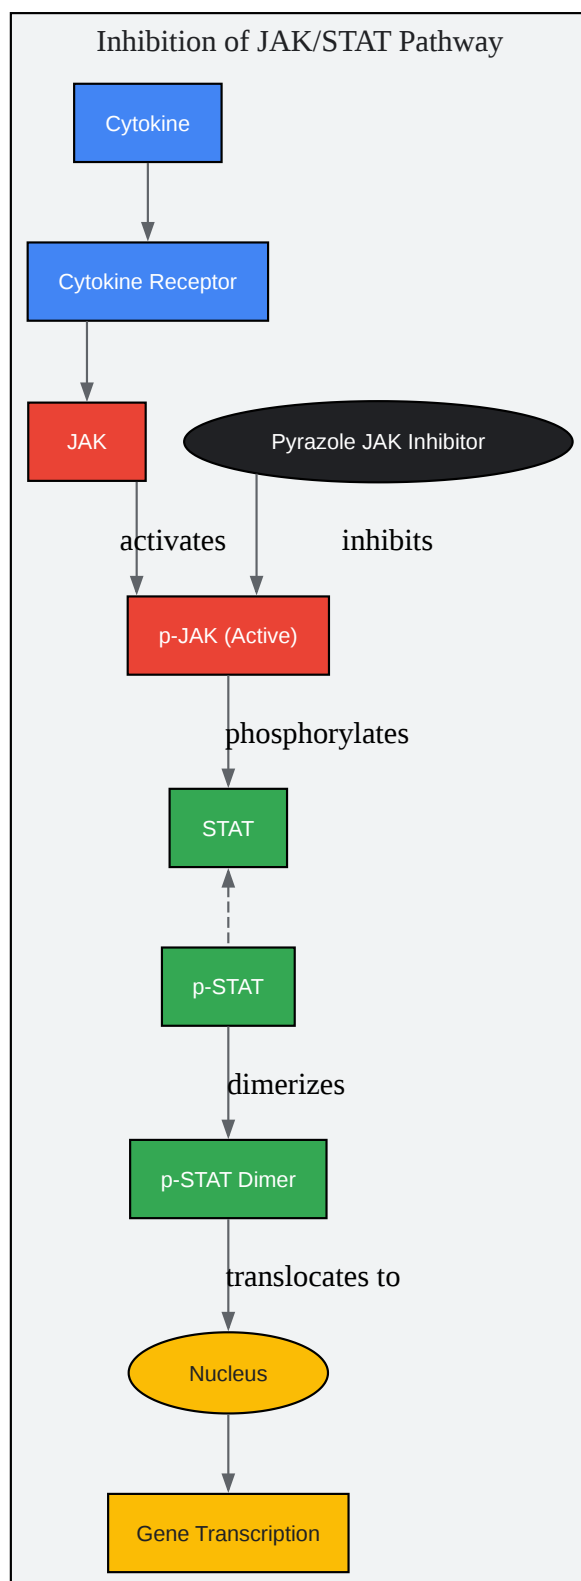 Inhibition of JAK/STAT Pathway
Cytokine
Cytokine Receptor
JAK
Pyrazole JAK Inhibitor
activates
inhibits
p-JAK (Active)
phosphorylates
STAT
p-STAT
dimerizes
p-STAT Dimer
translocates to
Nucleus
Gene Transcription